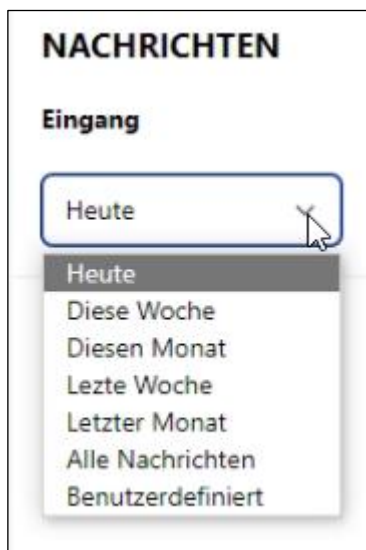 NACHRICHTEN
Eingang
Heute
Heute
Diese Woche
Diesen Monat
Lezte Woche
Letzter Monat
Alle Nachrichten
Benutzerdefiniert